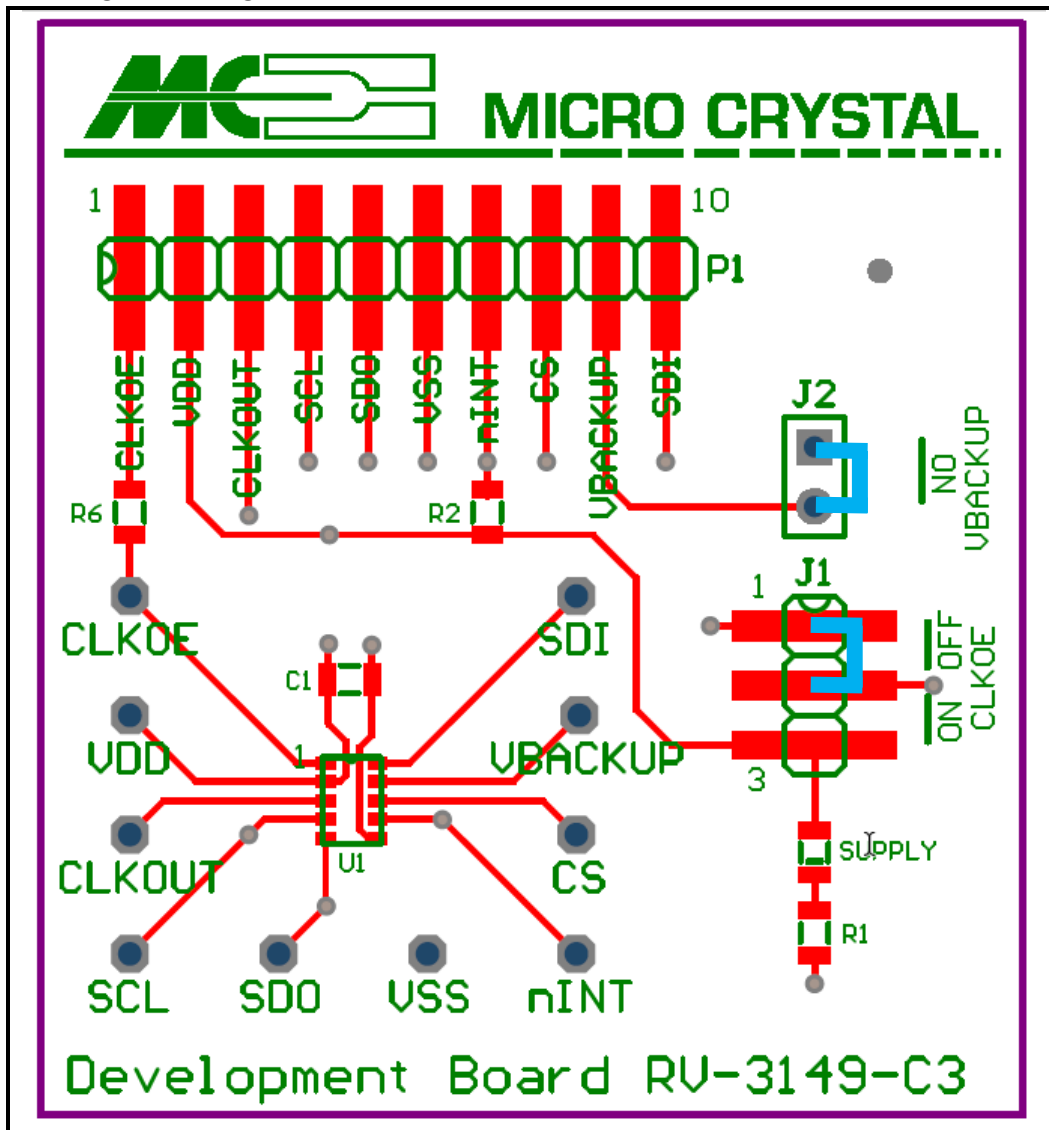 MC
MICRO CRYSTAL
1
10
P1
CLKOE
VDD
CLKOUT
SCL
SDO
VSS
nINT
CS
VBACKUP
SDI
J2
NO
VBACKUP
R6
R2
J1
1
OFF
ON
CLKOE
3
CLKOE
SDI
C1
VDD
1
VBACKUP
CLKOUT
U1
CS
SUPPLY
R1
SCL
SDO
VSS
nINT
Development Board RV-3149-C3